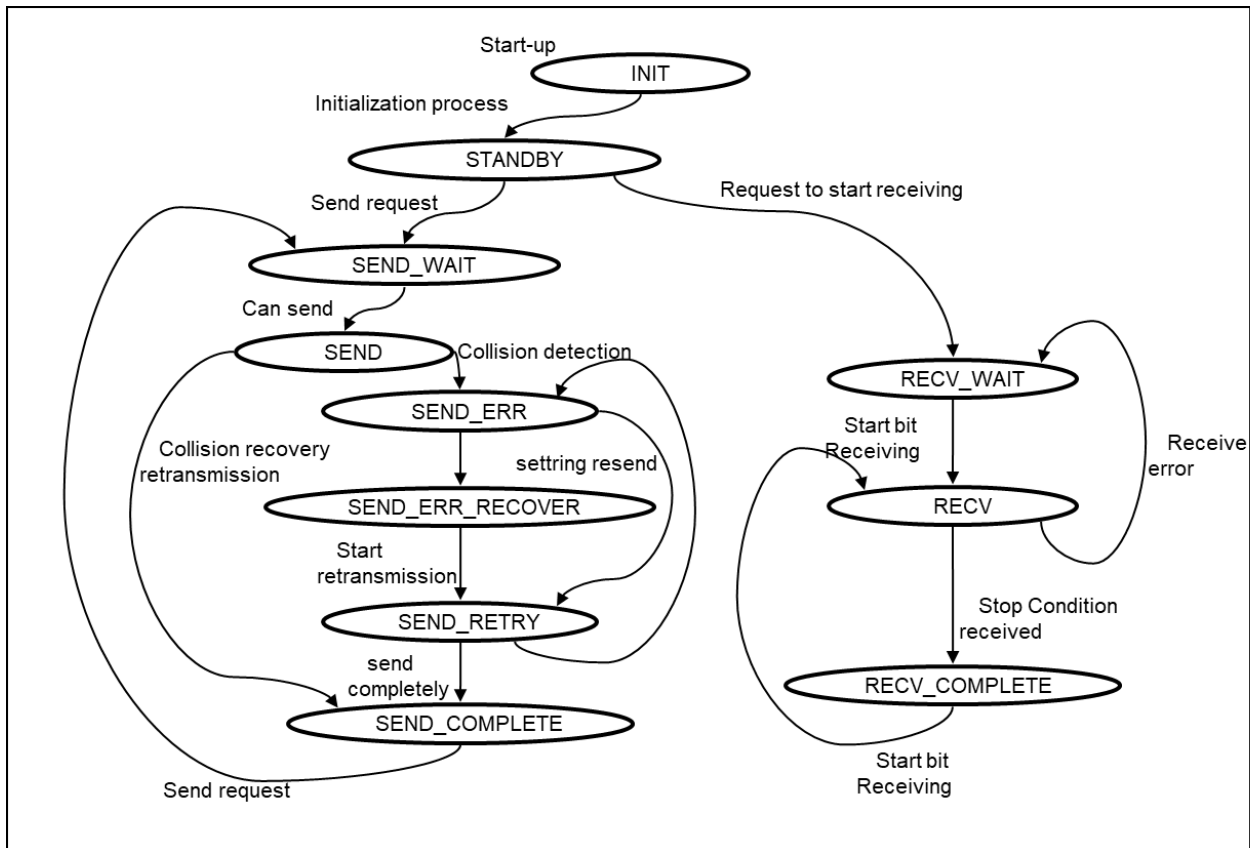 Start-up
INIT
Initialization process
STANDBY
Request to start receiving
Send request
SEND_WAIT
Can send
SEND
Collision detection
RECV_WAIT
SEND_ERR
Start bit
Receiving
Receive
error
Collision recovery
retransmission
settring resend
SEND_ERR_RECOVER
RECV
Start
retransmission
SEND_RETRY
Stop Condition
received
send
completely
RECV_COMPLETE
SEND_COMPLETE
Start bit
Receiving
Send request